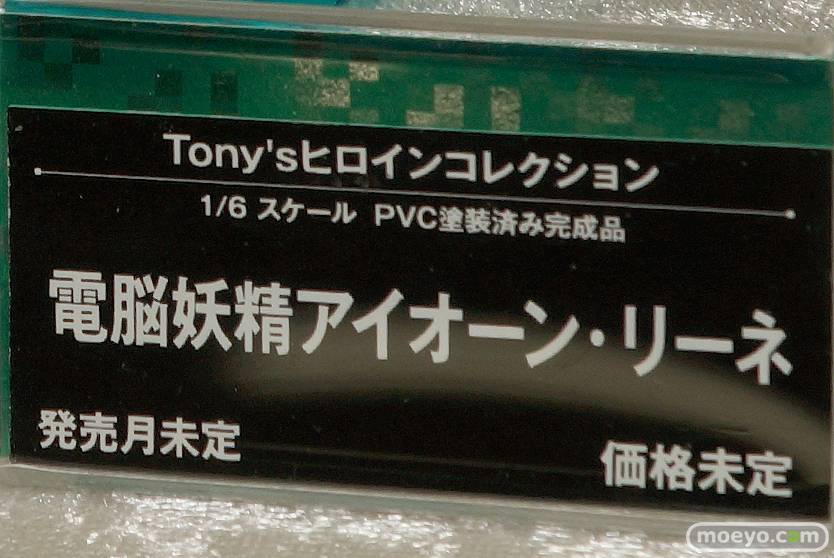 Tony'sヒロインコレクション
1/6 スケール PVC塗装済み完成品
電脳妖精アイオーン・リーネ
発売月未定
価格未定
moeyo.com